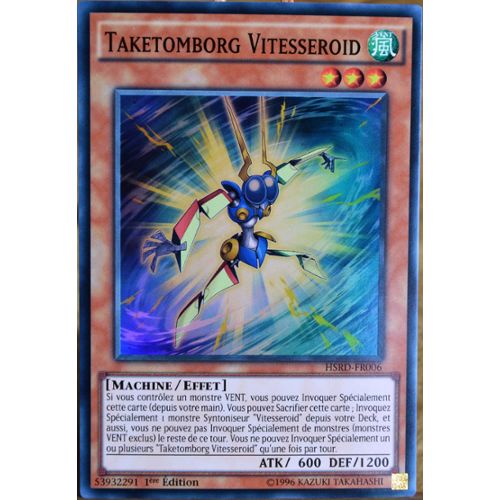 TAKETOMBORG VITESSEROID
風
HSRD-FR006
[MACHINE / EFFET]
Si vous contrôlez un monstre VENT, vous pouvez Invoquer Spécialement
cette carte (depuis votre main). Vous pouvez Sacrifier cette carte ; Invoquez
Spécialement 1 monstre Syntoniseur "Vitesseroid" depuis votre Deck, et
aussi, vous ne pouvez pas Invoquer Spécialement de monstres (monstres
VENT exclus) le reste de ce tour. Vous ne pouvez Invoquer Spécialement un
ou plusieurs "Taketomborg Vitesseroid" qu'une fois par tour.
ATK/ 600 DEF/1200
53932291 1ère Édition ©1996 KAZUKI TAKAHASHI